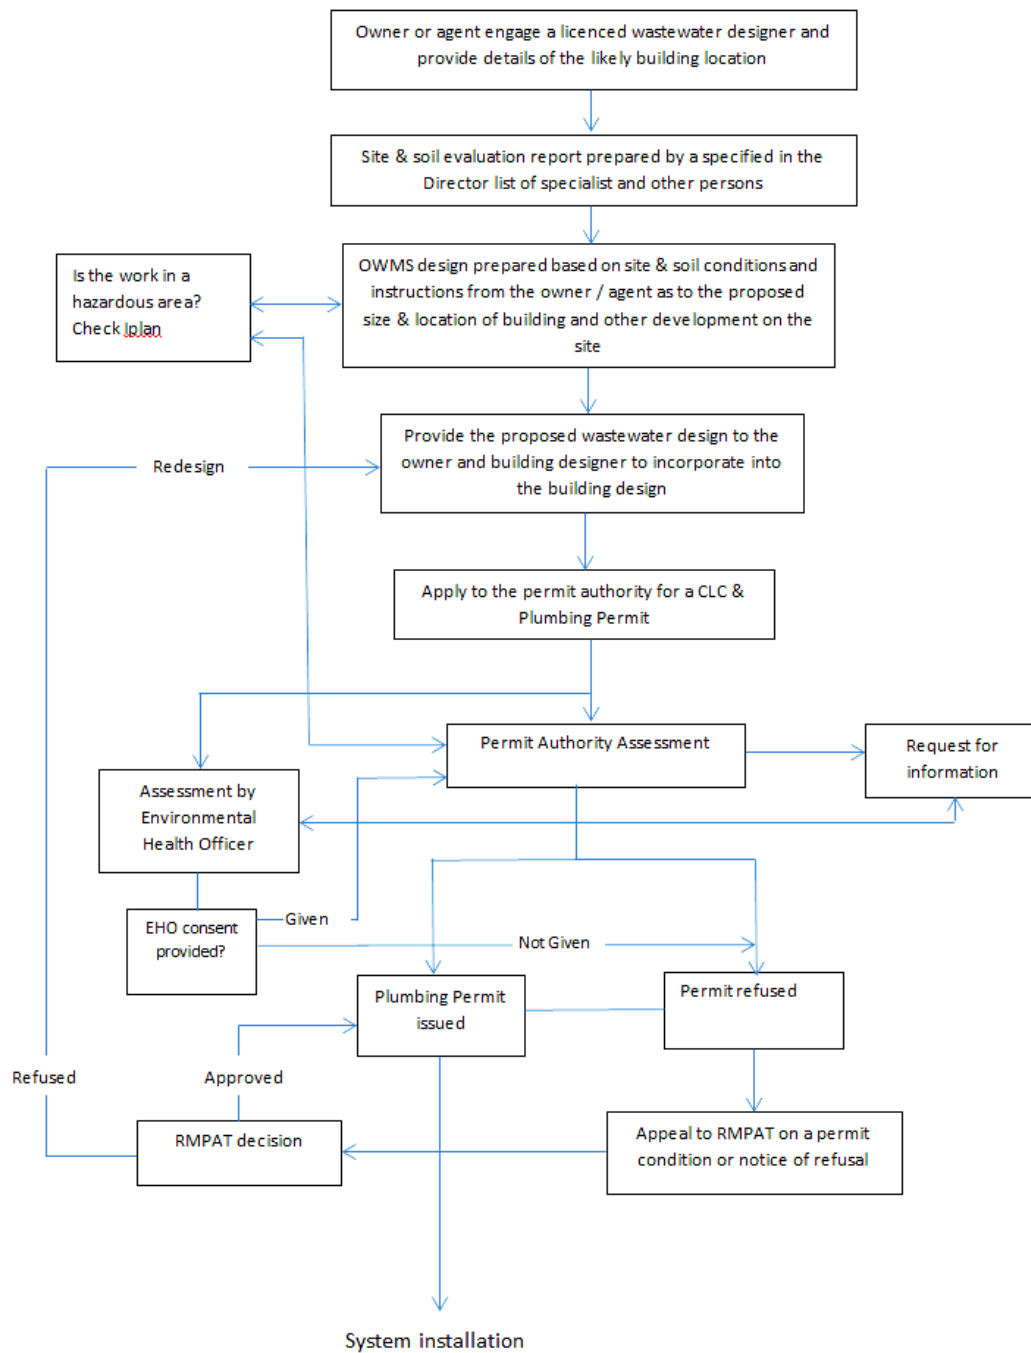 Owner or agent engage a licenced wastewater designer and
provide details of the likely building location
Site & soil evaluation report prepared by a specified in the
Director list of specialist and other persons
Is the work in a
hazardous area?
Check Iplan
OWMS design prepared based on site & soil conditions and
instructions from the owner / agent as to the proposed
size & location of building and other development on the
site
Provide the proposed wastewater design to the
owner and building designer to incorporate into
the building design
Redesign
Apply to the permit authority for a CLC &
Plumbing Permit
Permit Authority Assessment
Request for
information
Assessment by
Environmental
Health Officer
EHO consent
provided?
Given
Not Given
Plumbing Permit
issued
Permit refused
Refused
Approved
RMPAT decision
Appeal to RMPAT on a permit
condition or notice of refusal
System installation